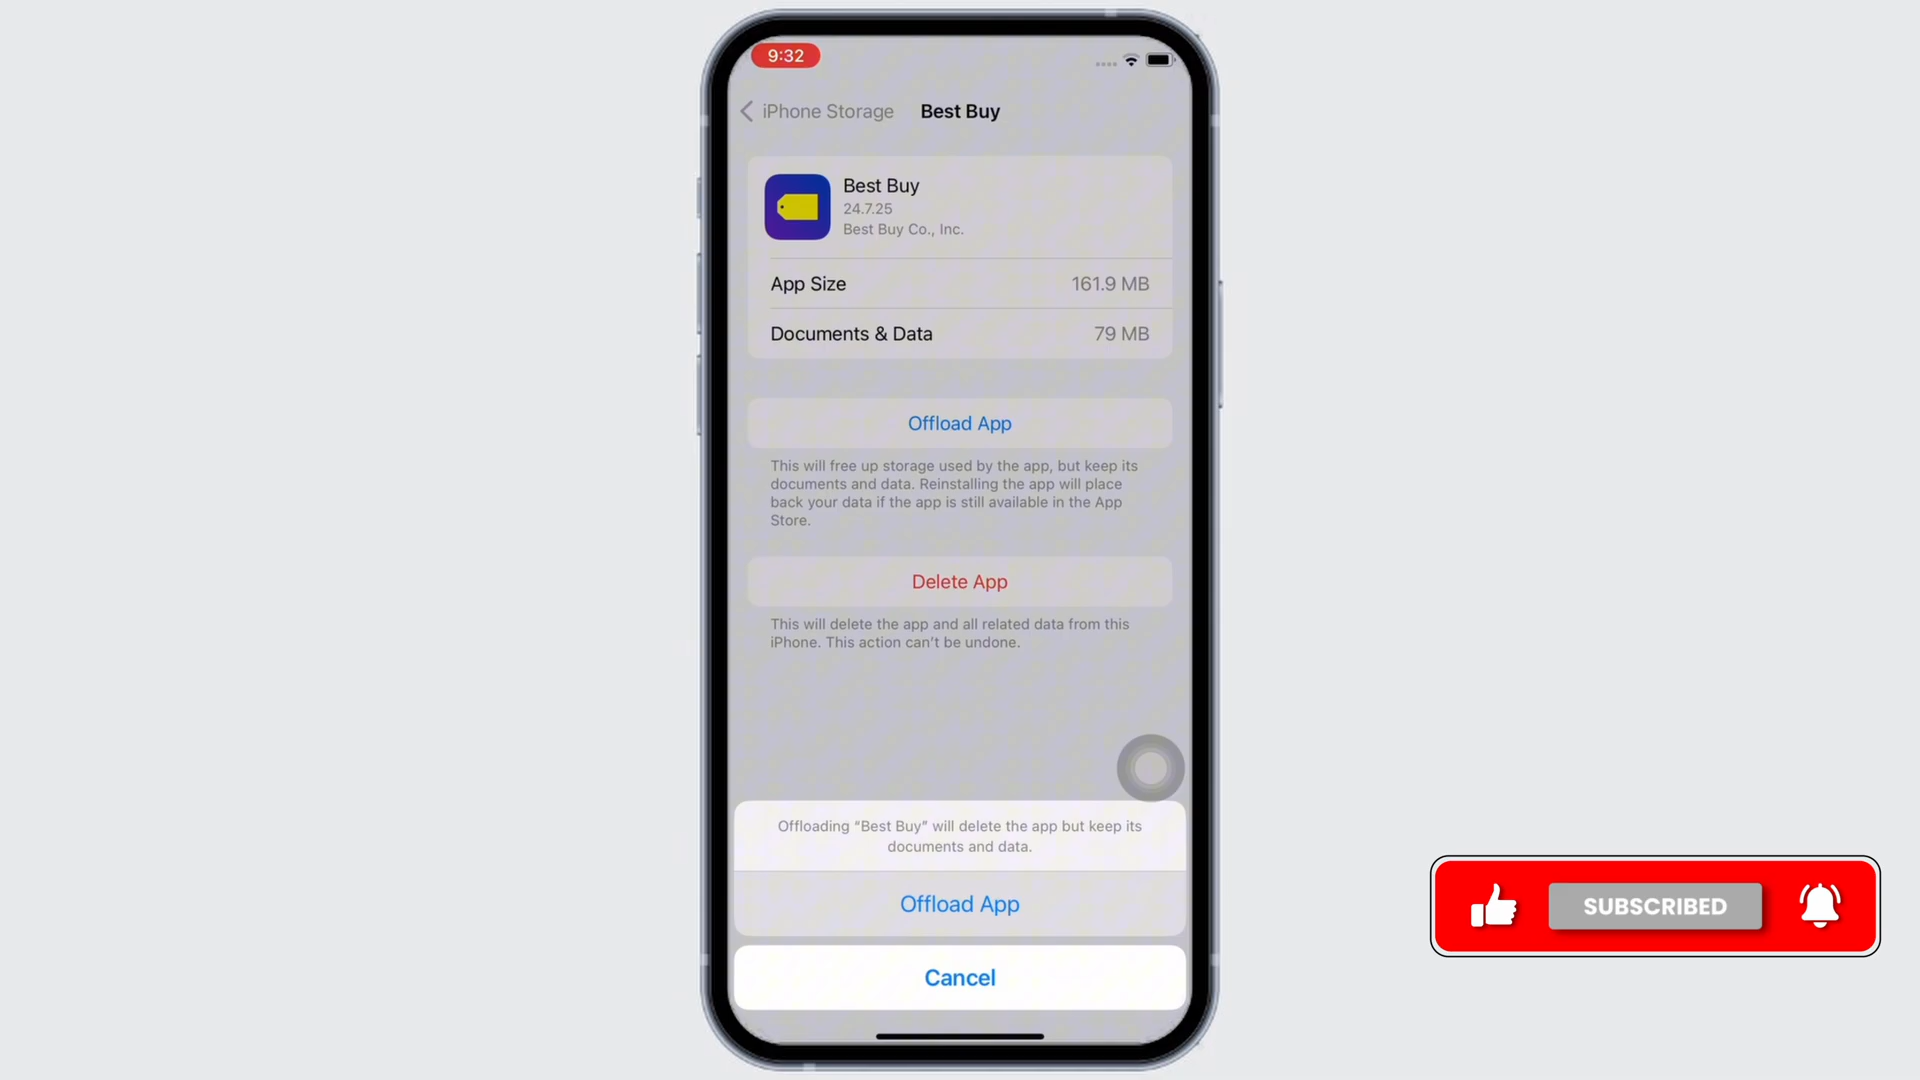 9:32
iPhone Storage
Best Buy
Best Buy
24.7.25
Best Buy Co., Inc.
App Size
161.9 MB
Documents & Data
79 MB
Offload App
This will free up storage used by the app, but keep its
documents and data. Reinstalling the app will place
back your data if the app is still available in the App
Store.
Delete App
This will delete the app and all related data from this
iPhone. This action can't be undone.
Offloading “Best Buy” will delete the app but keep its
documents and data.
Offload App
Cancel
SUBSCRIBED